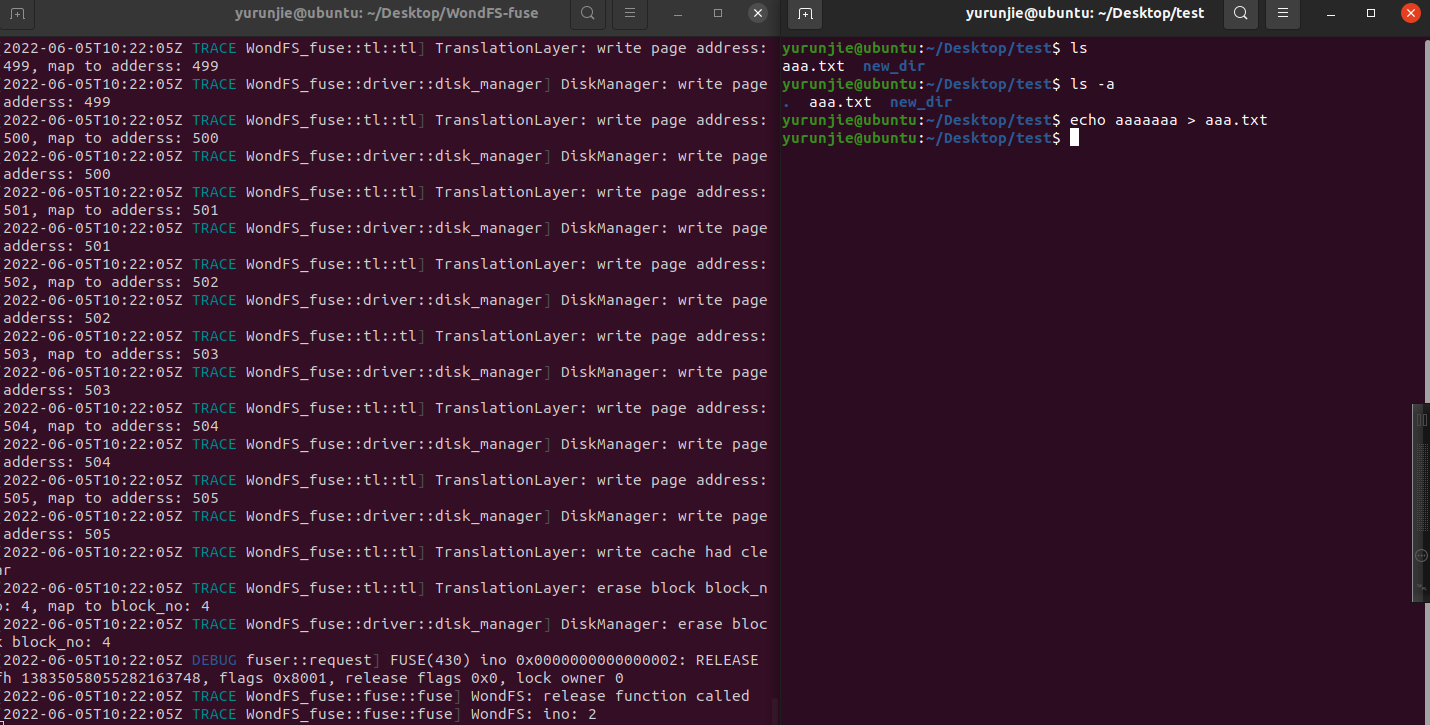 yurunjie@ubuntu: ~/Desktop/WondFS-fuse
2022-06-05T10:22:05Z TRACE WondFS_fuse::tl::tl] TranslationLayer: write page address:
499, map to aderss: 499
2022-06-05T10:22:05Z TRACE WondFS_fuse::driver::disk_manager] DiskManager: write page
adderss: 499
2022-06-05T10:22:05Z TRACE WondFS_fuse::tl::tl] TranslationLayer: write page address:
500, map to adderss: 500
2022-06-05T10:22:05Z TRACE WondFS_fuse::driver::disk_manager] DiskManager: write page
adderss: 500
2022-06-05T10:22:05Z TRACE WondFS_fuse::tl::tl] TranslationLayer: write page address:
501, map to adderss: 501
2022-06-05T10:22:05Z TRACE WondFS_fuse::driver::disk_manager] DiskManager: write page
adderss: 501
2022-06-05T10:22:05Z TRACE WondFS_fuse::tl::tl] TranslationLayer: write page address:
502, map to adderss: 502
2022-06-05T10:22:05Z TRACE WondFS_fuse::driver::disk_manager] DiskManager: write page
adderss: 502
2022-06-05T10:22:05Z TRACE WondFS_fuse::tl::tl] TranslationLayer: write page address:
503, map to adderss: 503
2022-06-05T10:22:05Z TRACE WondFS_fuse::driver::disk_manager] DiskManager: write page
adderss: 503
2022-06-05T10:22:05Z TRACE WondFS_fuse::tl::tl] TranslationLayer: write page address:
504, map to adderss: 504
2022-06-05T10:22:05Z TRACE WondFS_fuse::driver::disk_manager] DiskManager: write page
adderss: 504
2022-06-05T10:22:05Z TRACE WondFS_fuse::tl::tl] TranslationLayer: write page address:
505, map to adderss: 505
2022-06-05T10:22:05Z TRACE WondFS_fuse::driver::disk_manager] DiskManager: write page
adderss: 505
2022-06-05T10:22:05Z TRACE WondFS_fuse::tl::tl] TranslationLayer: write cache had cle
ar
2022-06-05T10:22:05Z TRACE WondFS_fuse::tl::tl] TranslationLayer: erase block block_n
o: 4, map to block_no: 4
2022-06-05T10:22:05Z TRACE WondFS_fuse::driver::disk_manager] DiskManager: erase bloc
k block_no: 4
2022-06-05T10:22:05Z DEBUG fuser::request] FUSE(430) ino 0x0000000000000002: RELEASE
fh 13835058055282163748, flags 0x8001, release flags 0x0, lock owner 0
2022-06-05T10:22:05Z TRACE WondFS_fuse::fuse::fuse] WondFS: release function called
2022-06-05T10:22:05Z TRACE WondFS_fuse::fuse::fuse] WondFS: ino: 2
yurunjie@ubuntu: ~/Desktop/test
yurunjie@ubuntu:~/Desktop/test$ ls
aaa.txt  new_dir
yurunjie@ubuntu:~/Desktop/test$ ls -a
.  aaa.txt  new_dir
yurunjie@ubuntu:~/Desktop/test$ echo aaaaaaa > aaa.txt
yurunjie@ubuntu:~/Desktop/test$